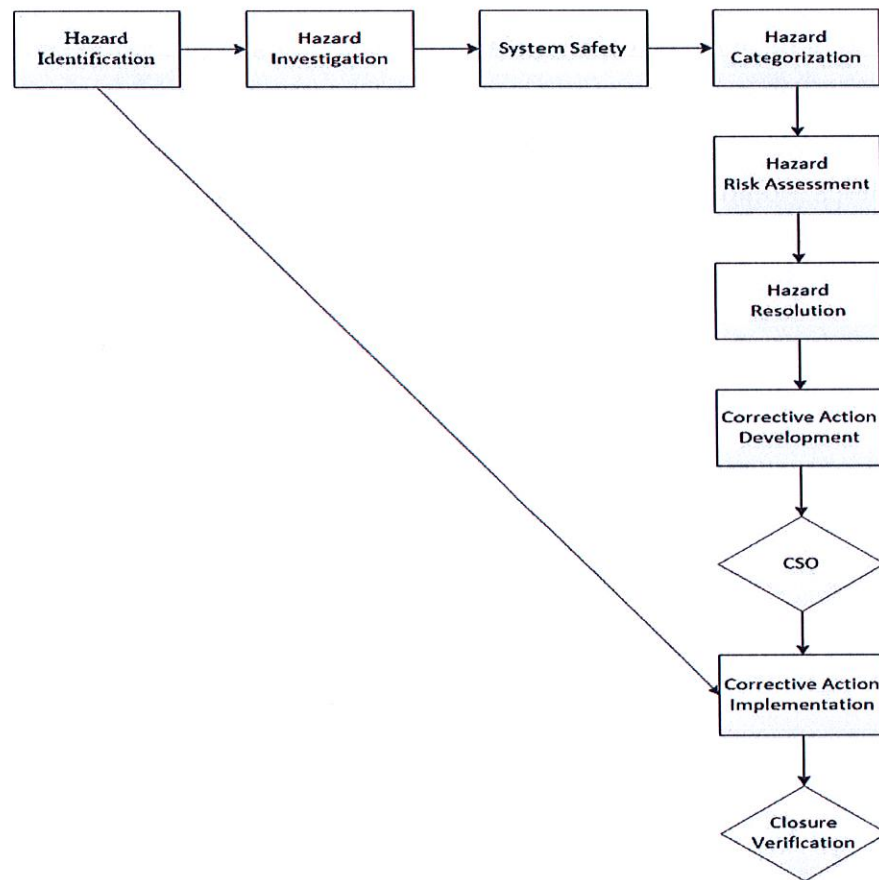 Hazard
Identification
Hazard
Investigation
System Safety
Hazard
Categorization
Hazard
Risk Assessment
Hazard
Resolution
Corrective Action
Development
CSO
Corrective Action
Implementation
Closure
Verification